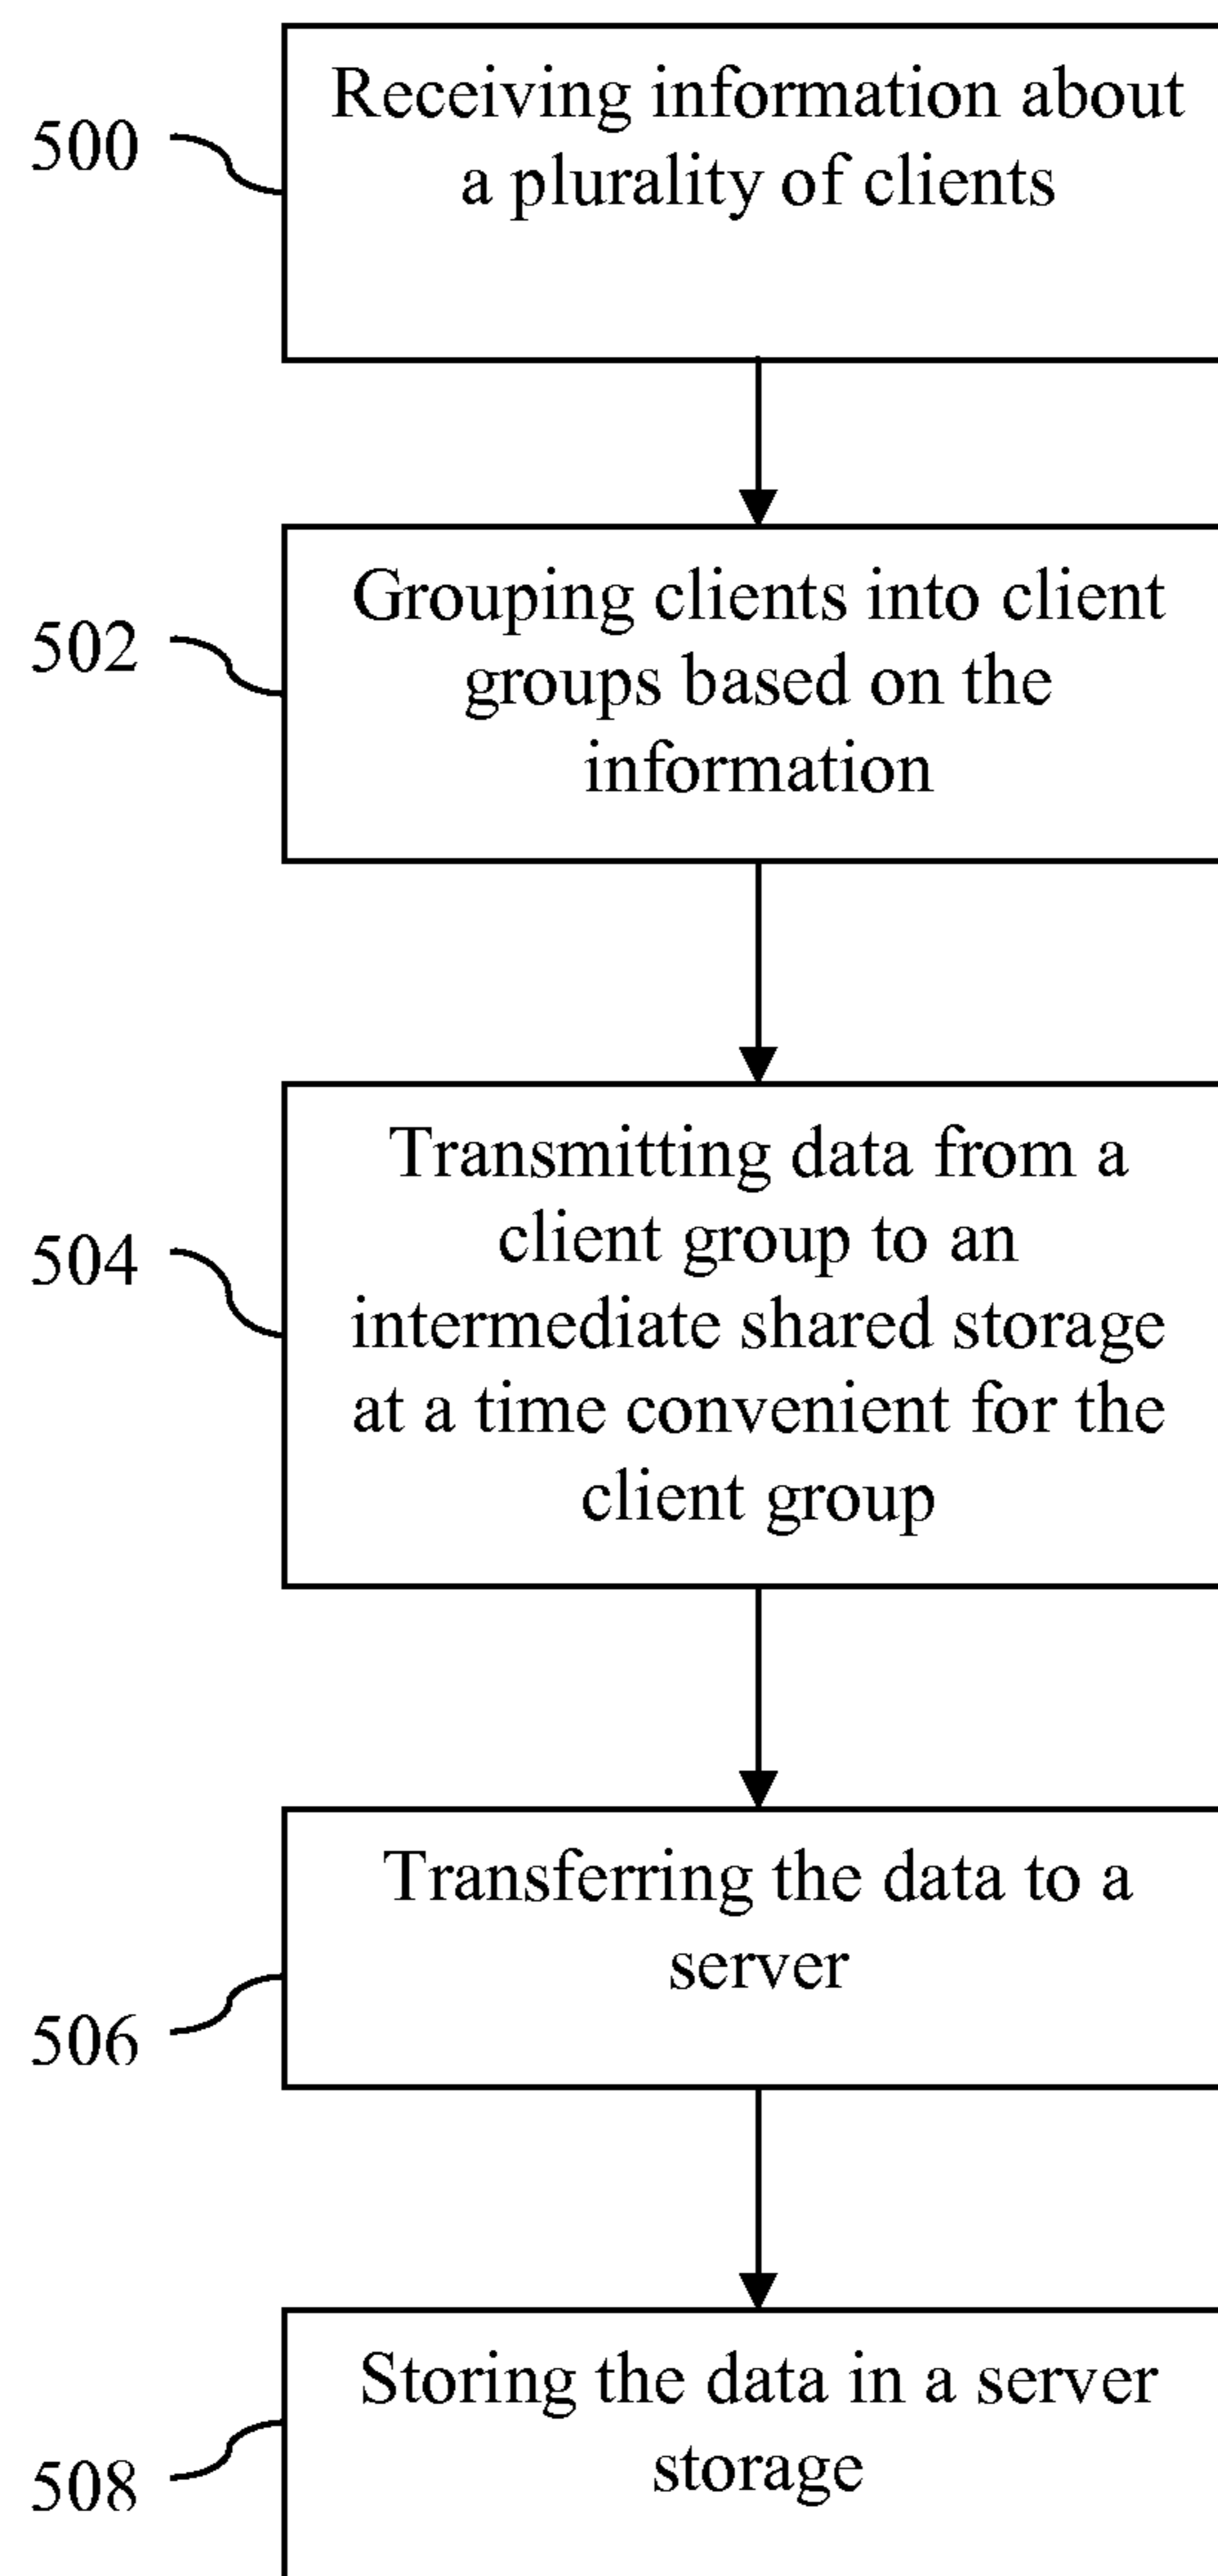 500
Receiving information about
a plurality of clients
502
Grouping clients into client
groups based on the
information
504
Transmitting data from a
client group to an
intermediate shared storage
at a time convenient for the
client group
506
Transferring the data to a
server
508
Storing the data in a server
storage